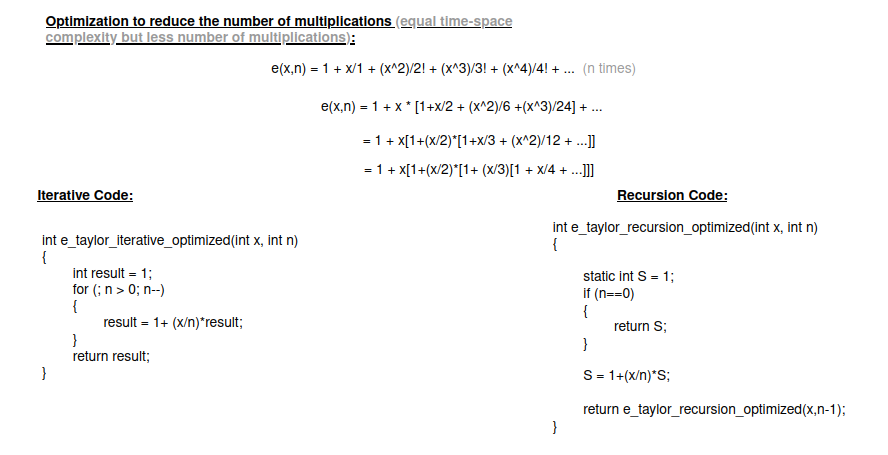 Optimization to reduce the number of multiplications (equal time-space
complexity but less number of multiplications):
e(x,n) = 1 + x/1 + (x^2)/2! + (x^3)/3! + (x^4)/4! + ... (n times)
e(x,n) = 1 + x * [1+x/2 + (x^2)/6 +(x^3)/24] + ...
= 1 + x[1+(x/2)*[1+x/3 + (x^2)/12 + ...]]
= 1 + x[1+(x/2)*[1+ (x/3)[1 + x/4 + ...]]]
Iterative Code:
int e_taylor_iterative_optimized(int x, int n)
{
int result = 1;
for (; n > 0; n--)
{
result = 1+ (x/n)*result;
}
return result;
}
Recursion Code:
int e_taylor_recursion_optimized(int x, int n)
{
static int S = 1;
if (n==0)
{
return S;
}
S = 1+(x/n)*S;
return e_taylor_recursion_optimized(x,n-1);
}